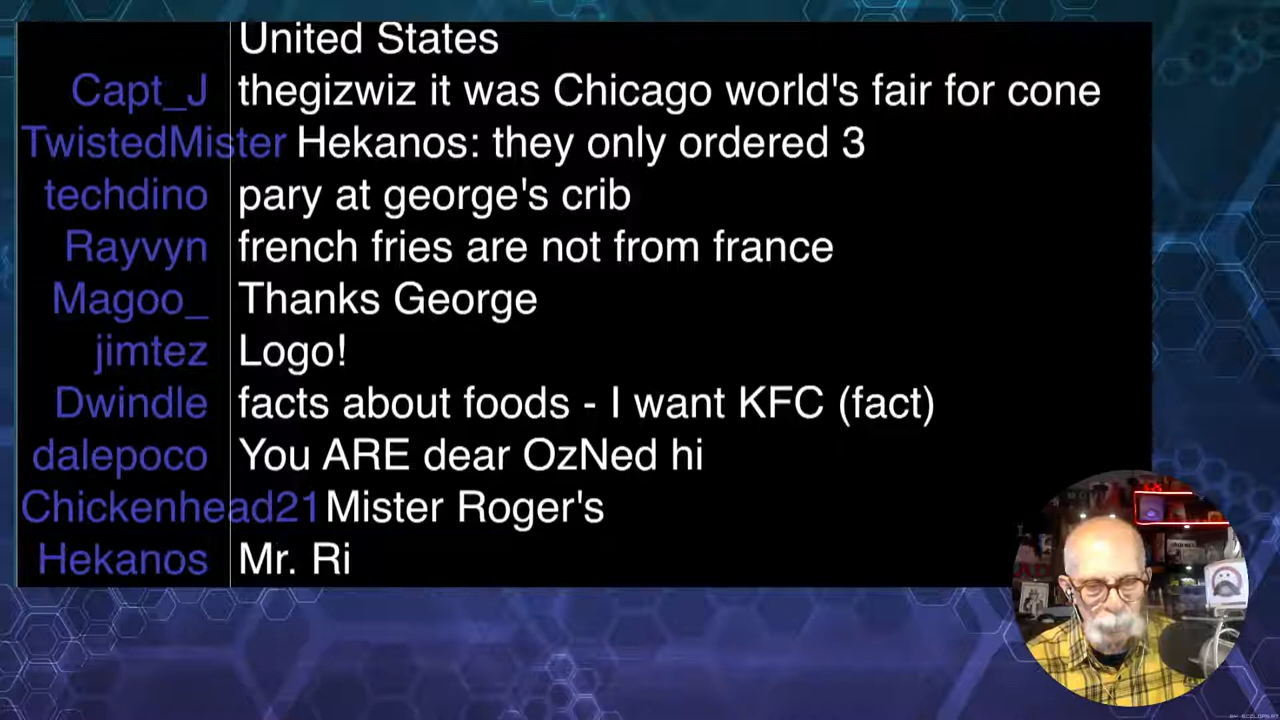 United States
Capt_J thegizwiz it was Chicago world's fair for cone
TwistedMister Hekanos: they only ordered 3
techdino pary at george's crib
Rayvyn french fries are not from france
Magoo_ Thanks George
jimtez Logo!
Dwindle facts about foods - I want KFC (fact)
dalepoco You ARE dear OzNed hi
Chickenhead21 Mister Roger's
Hekanos Mr. Ri